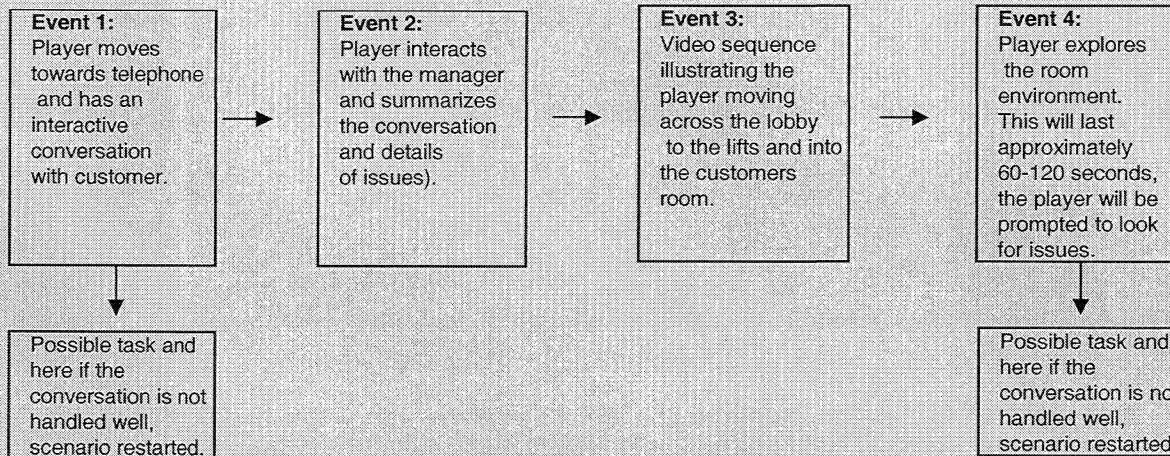 Event 1:
Player moves
towards telephone
and has an
interactive
conversation
with customer.
Event 2:
Player interacts
with the manager
and summarizes
the conversation
and details
of issues).
Event 3:
Video sequence
illustrating the
player moving
across the lobby
to the lifts and into
the customers
room.
Event 4:
Player explores
the room
environment.
This will last
approximately
60-120 seconds,
the player will be
prompted to look
for issues.
Possible task and
here if the
conversation is not
handled well,
scenario restarted.
Possible task and
here if the
conversation is
handled well,
scenario restarted